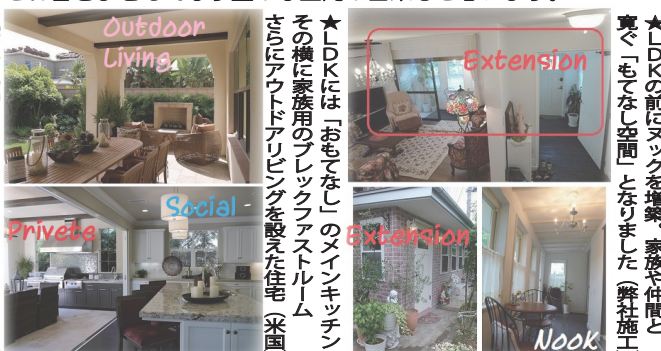 ★LDKの前にヌックを増築。家族や仲間と
寛ぐ「もてなし空間」となりました（弊社施工
Extension
Extension
Nook
★LDKには「おもてなし」のメインキッチン
その横に家族用のブレックファストルーム
さらにアウトドアリビングを設えた住宅（米国
Outdoor
Living
Social
Privete